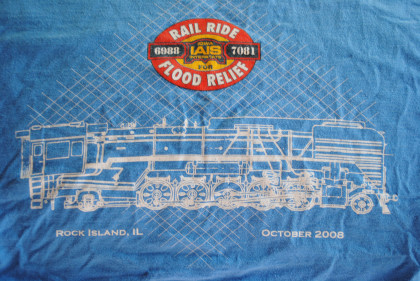 RAIL RIDE
6988 IAIS 7081
FOR
FLOOD RELIEF
ROCK ISLAND, IL
OCTOBER 2008